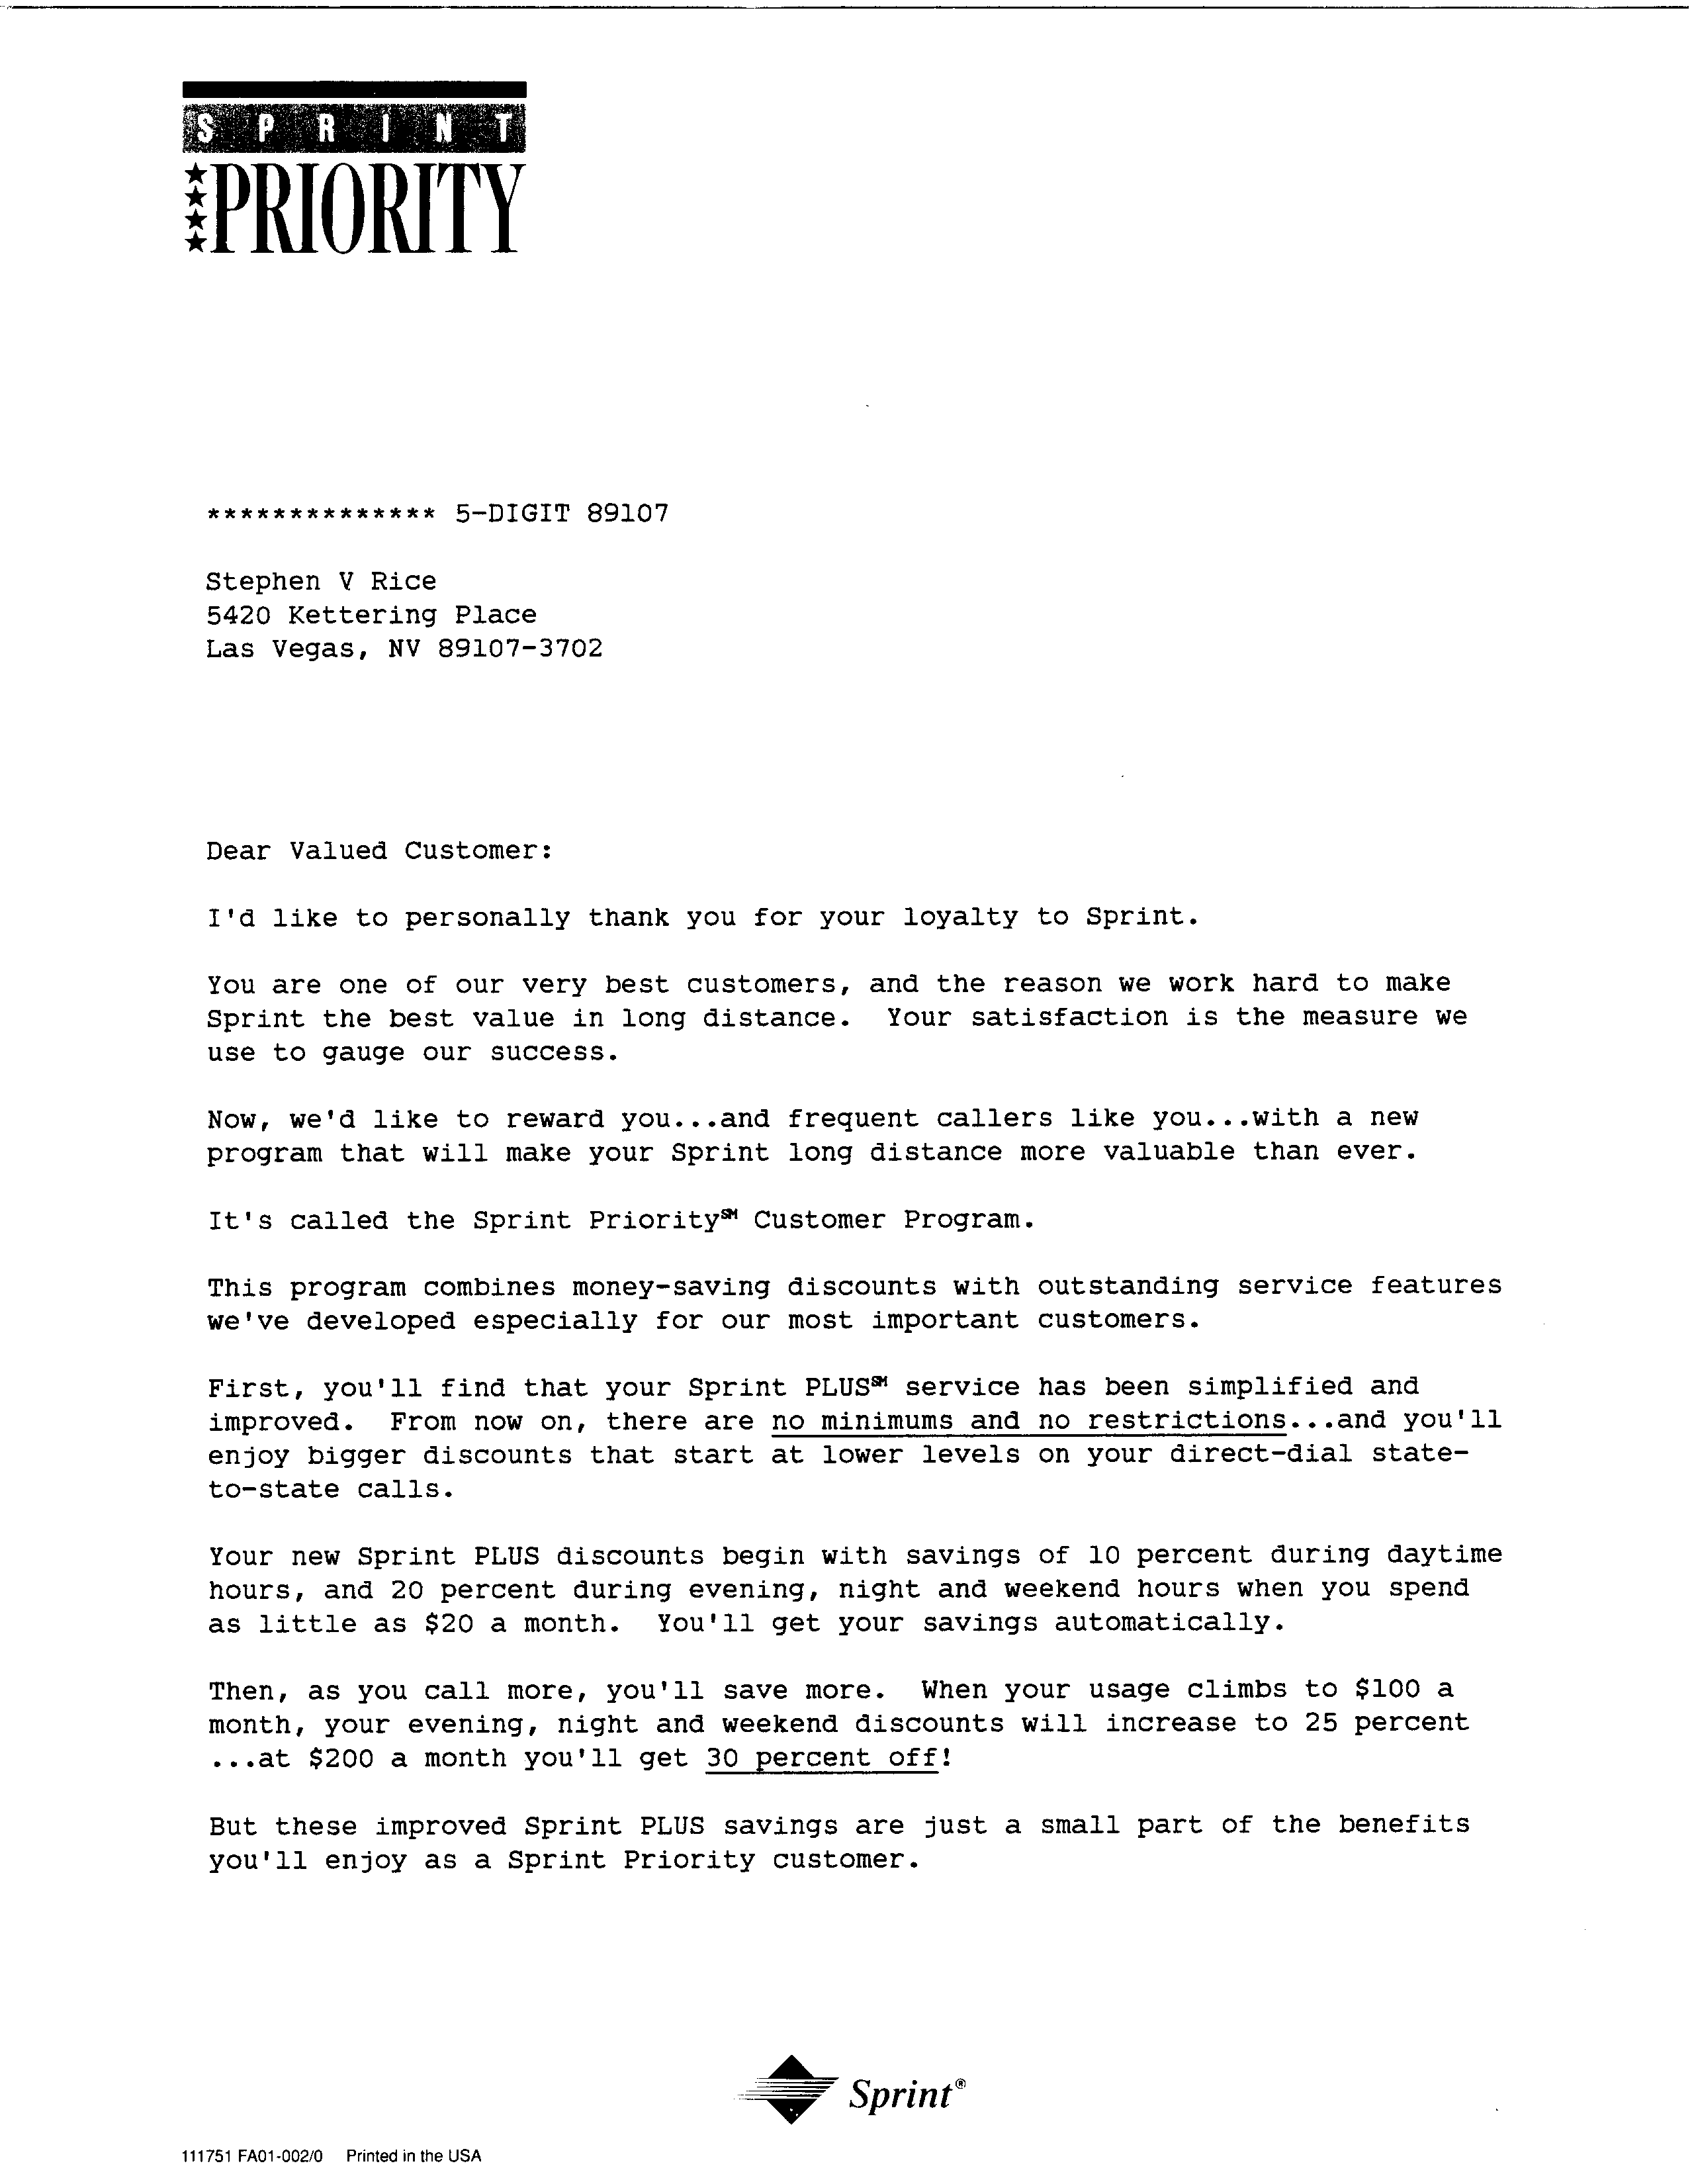 SPRINT
PRIORITY
************** 5-DIGIT 89107
Stephen V Rice
5420 Kettering Place
Las Vegas, NV 89107-3702
Dear Valued Customer:
I'd like to personally thank you for your loyalty to Sprint.
You are one of our very best customers, and the reason we work hard to make
Sprint the best value in long distance.  Your satisfaction is the measure we
use to gauge our success.
Now, we'd like to reward you...and frequent callers like you...with a new
program that will make your Sprint long distance more valuable than ever.
It's called the Sprint Priority℠ Customer Program.
This program combines money-saving discounts with outstanding service features
we've developed especially for our most important customers.
First, you'll find that your Sprint PLUS℠ service has been simplified and
improved.  From now on, there are no minimums and no restrictions...and you'll
enjoy bigger discounts that start at lower levels on your direct-dial state-
to-state calls.
Your new Sprint PLUS discounts begin with savings of 10 percent during daytime
hours, and 20 percent during evening, night and weekend hours when you spend
as little as $20 a month.  You'll get your savings automatically.
Then, as you call more, you'll save more.  When your usage climbs to $100 a
month, your evening, night and weekend discounts will increase to 25 percent
...at $200 a month you'll get 30 percent off!
But these improved Sprint PLUS savings are just a small part of the benefits
you'll enjoy as a Sprint Priority customer.
Sprint®
111751 FA01-002/0 Printed in the USA